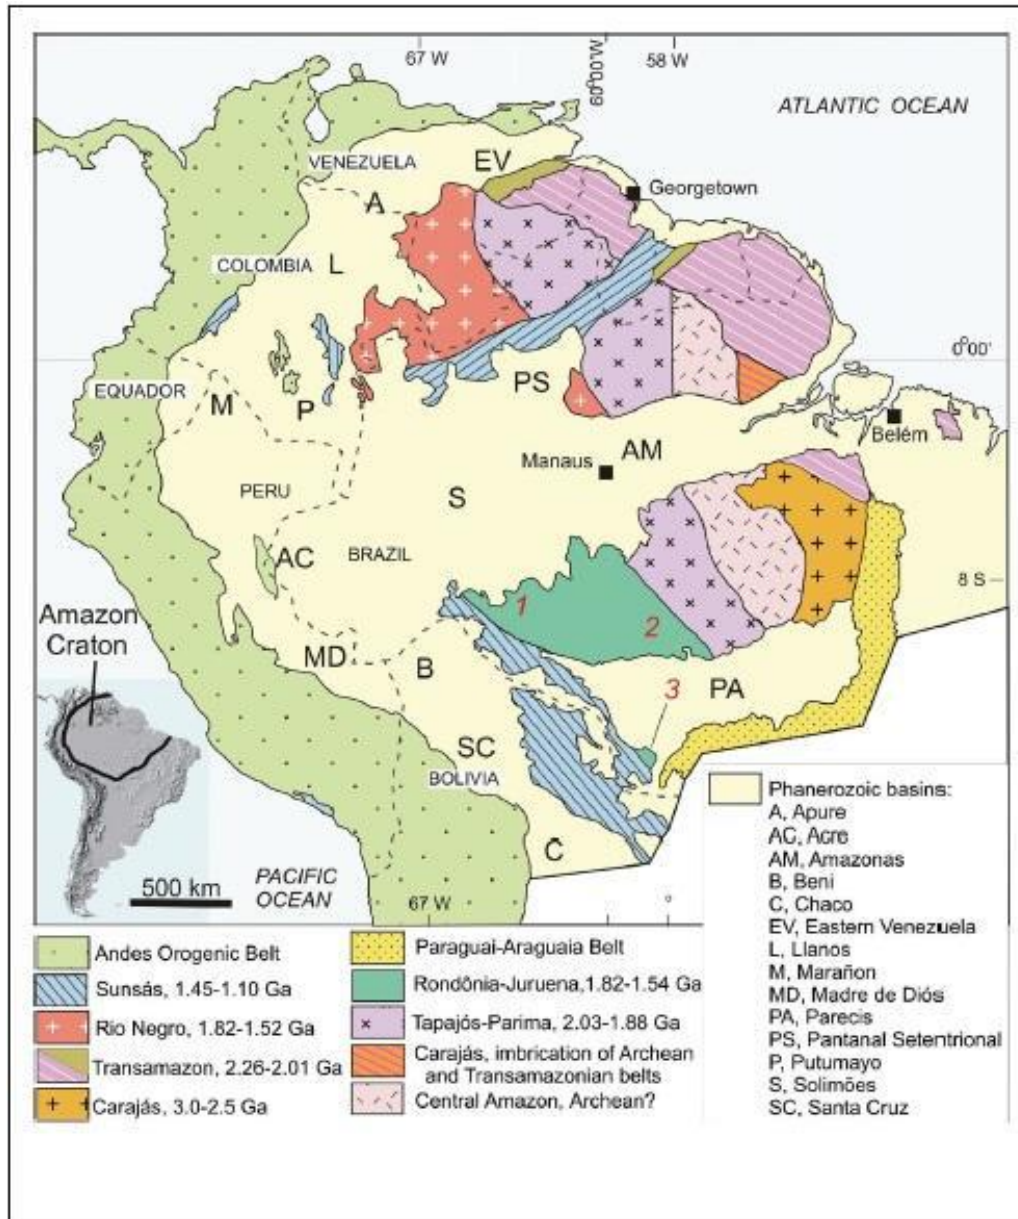 67 W
W.00,09
58 W
ATLANTIC OCEAN
VENEZUELA
EV
Georgetown
A
COLOMBIA
L
0°00'
EQUADOR
M
P
PS
Belém
Manaus
AM
PERU
S
AC
BRAZIL
8 S
1
2
Amazon
Craton
MD
B
3
PA
SC
BOLIVIA
C
PACIFIC
OCEAN
500 km
67 W
Phanerozoic basins:
A, Apure
AC, Acre
AM, Amazonas
B, Beni
C, Chaco
EV, Eastern Venezuela
L, Llanos
M, Marañon
MD, Madre de Diós
PA, Parecis
PS, Pantanal Setentrional
P, Putumayo
S, Solimões
SC, Santa Cruz
Andes Orogenic Belt
Sunsás, 1.45-1.10 Ga
Rio Negro, 1.82-1.52 Ga
Transamazon, 2.26-2.01 Ga
Carajás, 3.0-2.5 Ga
Paraguai-Araguaia Belt
Rondônia-Juruena,1.82-1.54 Ga
Tapajós-Parima, 2.03-1.88 Ga
Carajás, imbrication of Archean
and Transamazonian belts
Central Amazon, Archean?